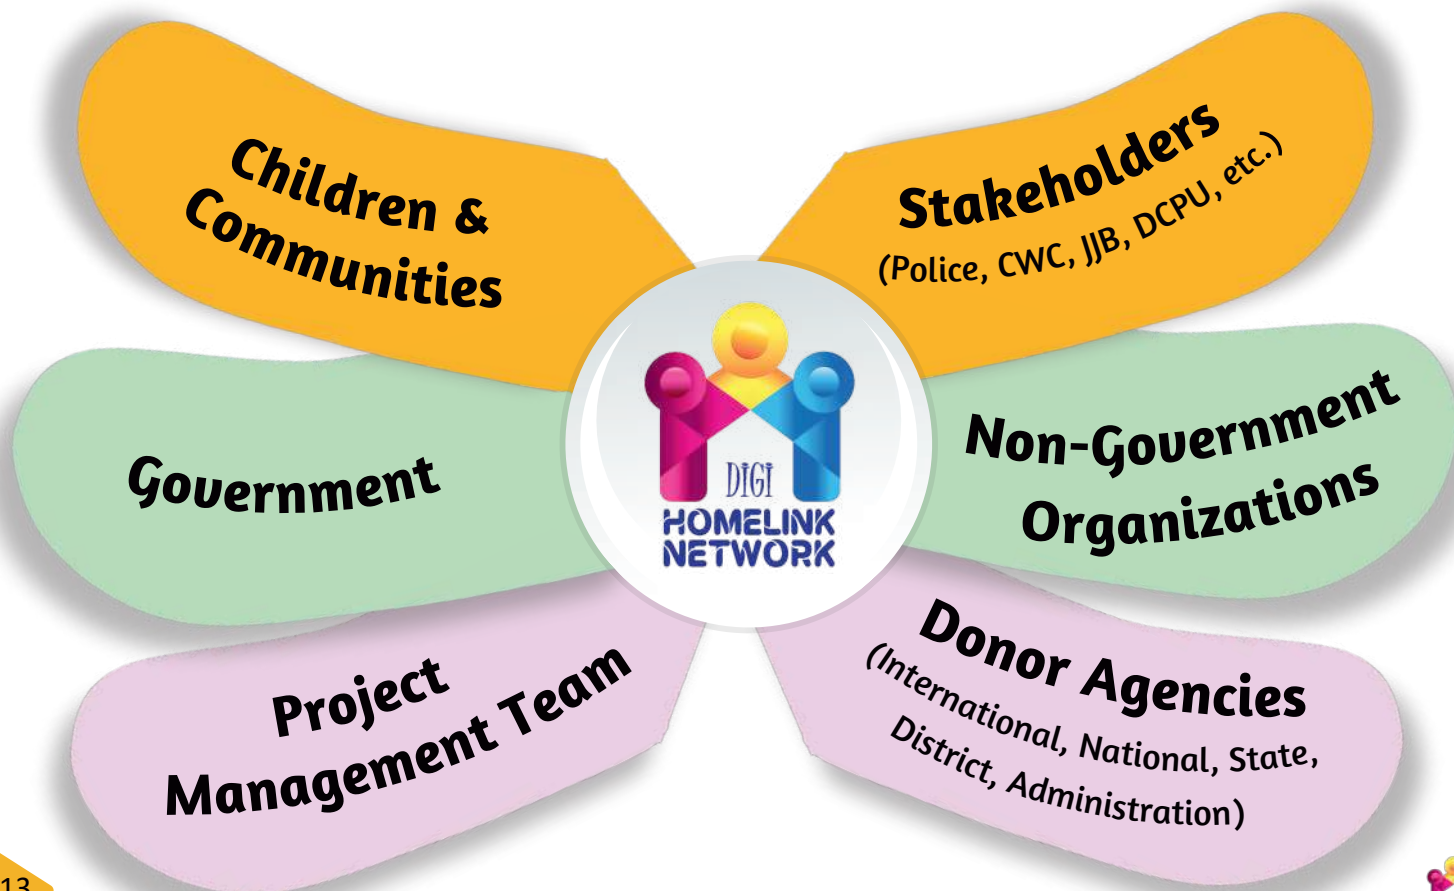 Children &
Communities
Stakeholders
(Police, CWC, JJB, DCPU, etc.)
Government
Non-Government
Organizations
DIGI
HOMELINK
NETWORK
Project
Management Team
Donor Agencies
(International, National, State,
District, Administration)
13